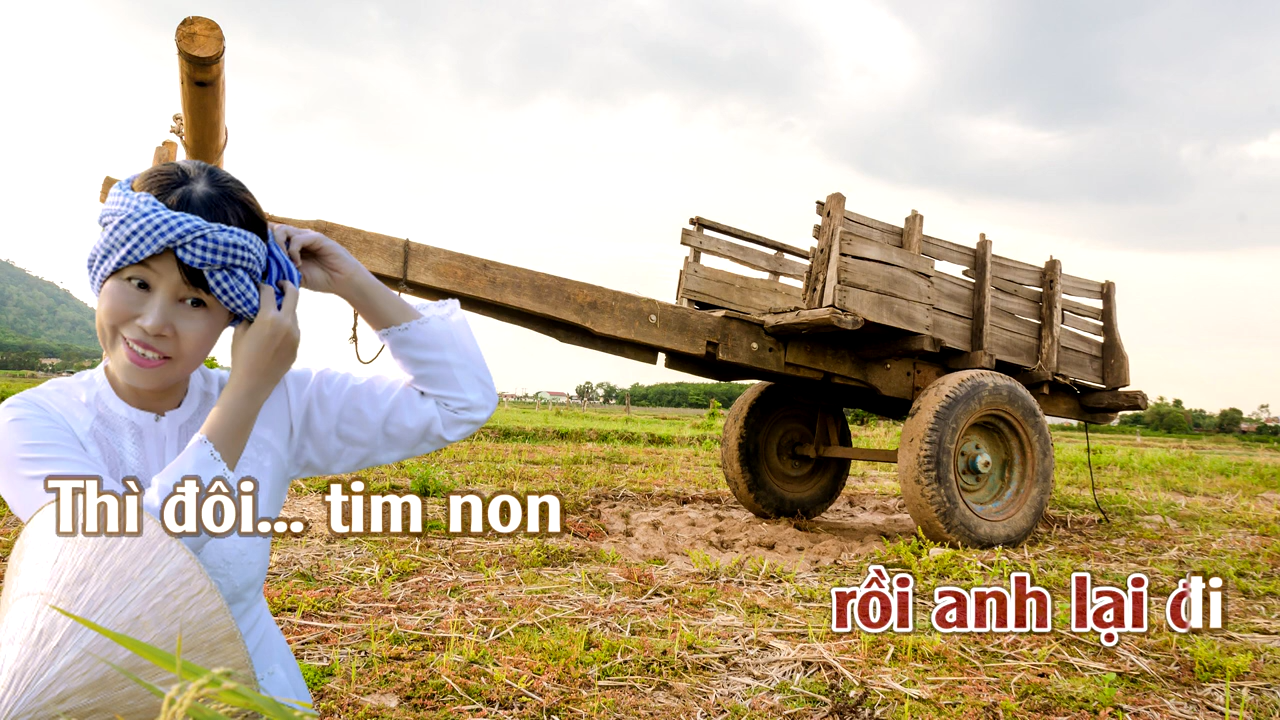 Thì đôi... tim non
rồi anh lại đi